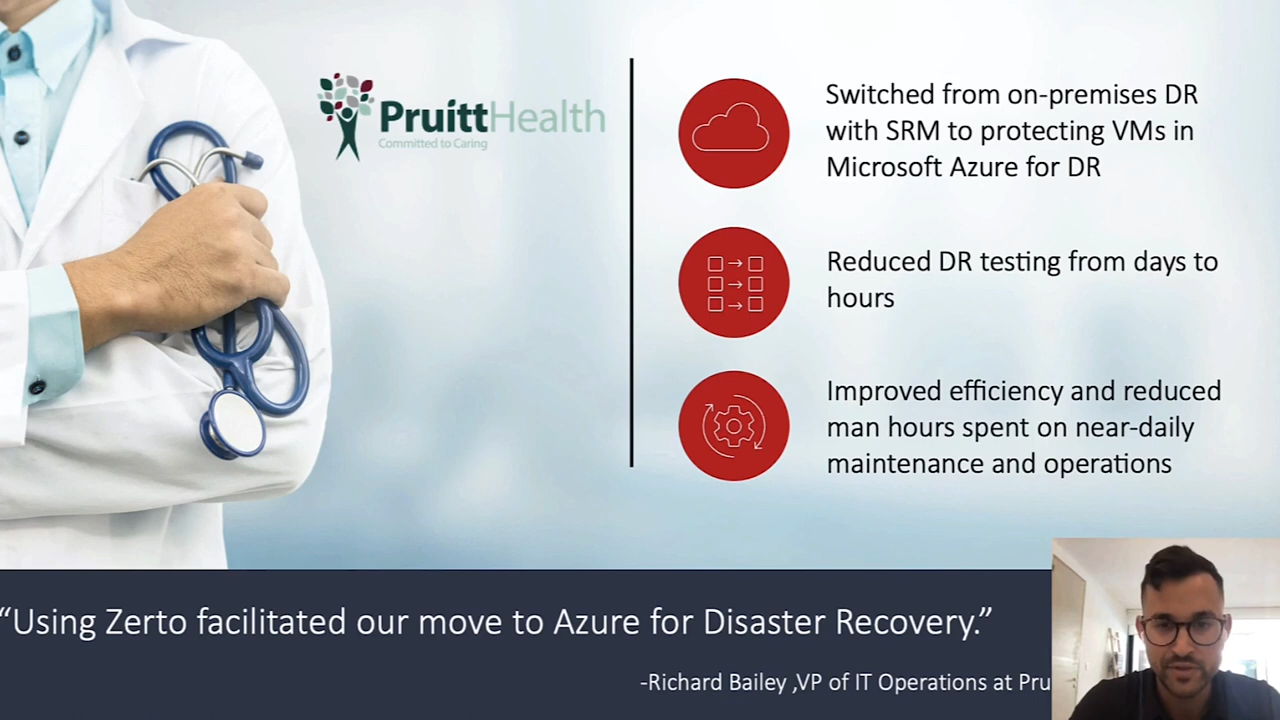 PruittHealth
Committed to Caring
Switched from on-premises DR
with SRM to protecting VMs in
Microsoft Azure for DR
Reduced DR testing from days to
hours
Improved efficiency and reduced
man hours spent on near-daily
maintenance and operations
“Using Zerto facilitated our move to Azure for Disaster Recovery.”
-Richard Bailey ,VP of IT Operations at Pru